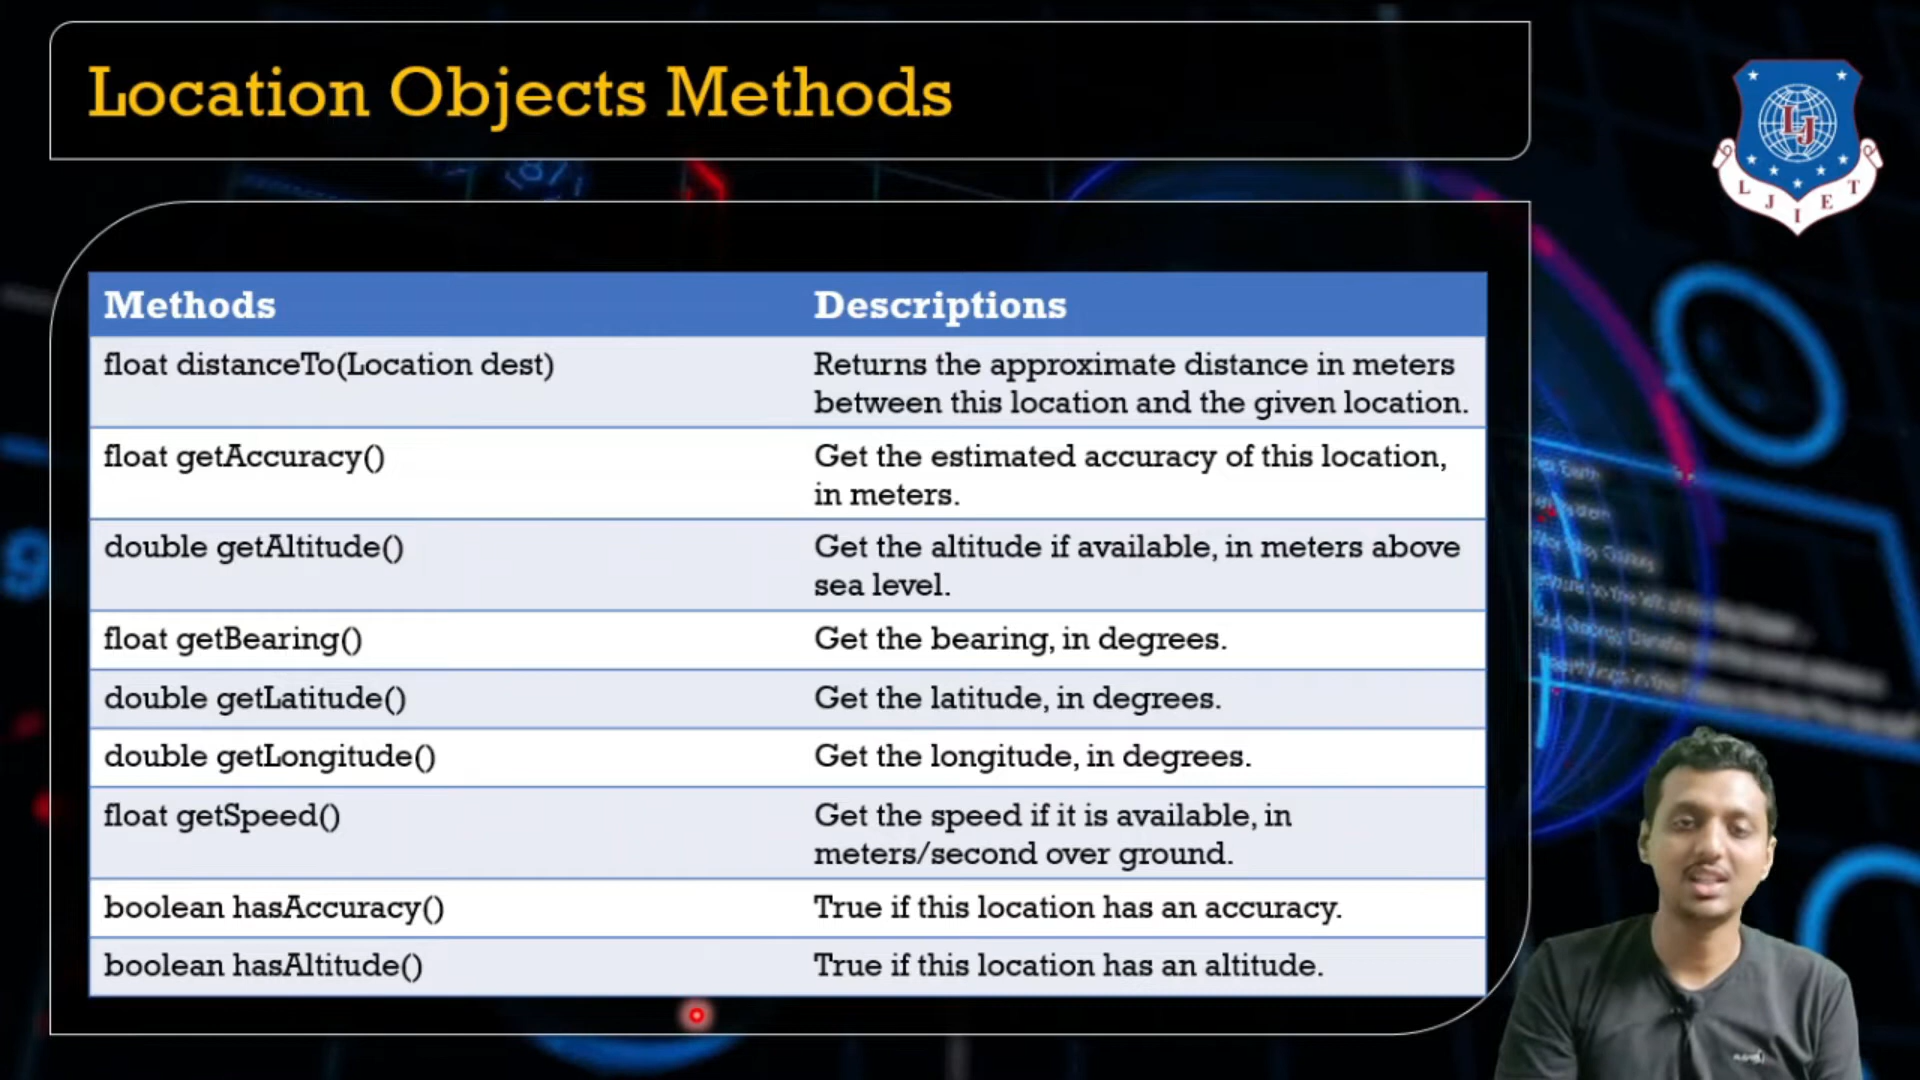 Location Objects Methods
LJ
L J I E T
Methods Descriptions
float distanceTo(Location dest) Returns the approximate distance in meters
between this location and the given location.
float getAccuracy() Get the estimated accuracy of this location,
in meters.
double getAltitude() Get the altitude if available, in meters above
sea level.
float getBearing() Get the bearing, in degrees.
double getLatitude() Get the latitude, in degrees.
double getLongitude() Get the longitude, in degrees.
float getSpeed() Get the speed if it is available, in
meters/second over ground.
boolean hasAccuracy() True if this location has an accuracy.
boolean hasAltitude() True if this location has an altitude.
9